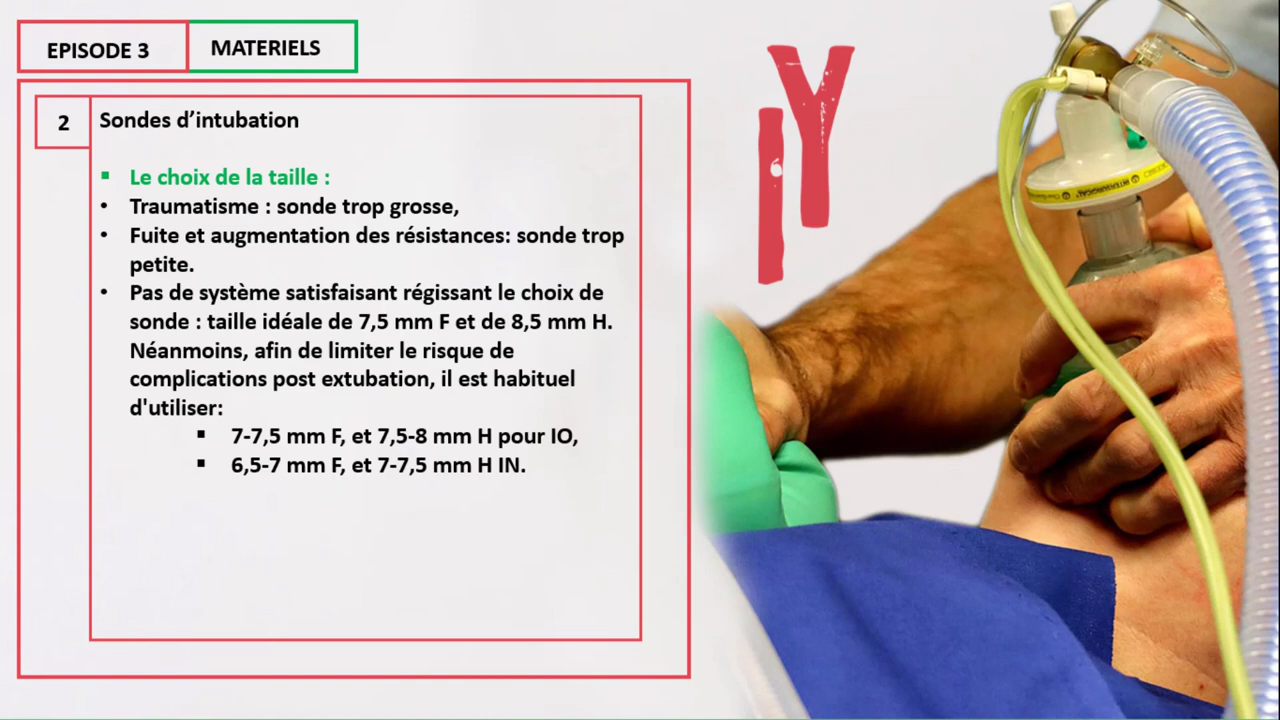 EPISODE 3
MATERIELS
2
Sondes d’intubation
▪ Le choix de la taille :
• Traumatisme : sonde trop grosse,
• Fuite et augmentation des résistances: sonde trop
petite.
• Pas de système satisfaisant régissant le choix de
sonde : taille idéale de 7,5 mm F et de 8,5 mm H.
Néanmoins, afin de limiter le risque de
complications post extubation, il est habituel
d'utiliser:
▪ 7-7,5 mm F, et 7,5-8 mm H pour IO,
▪ 6,5-7 mm F, et 7-7,5 mm H IN.